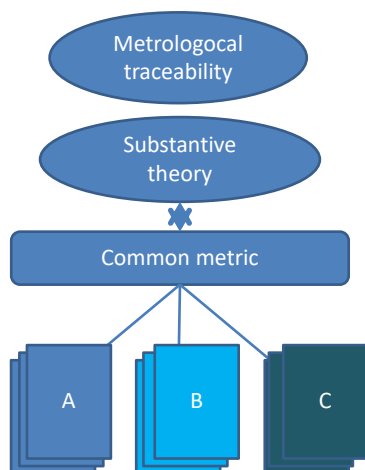 Metrologocal
traceability
Substantive
theory
Common metric
A
B
C